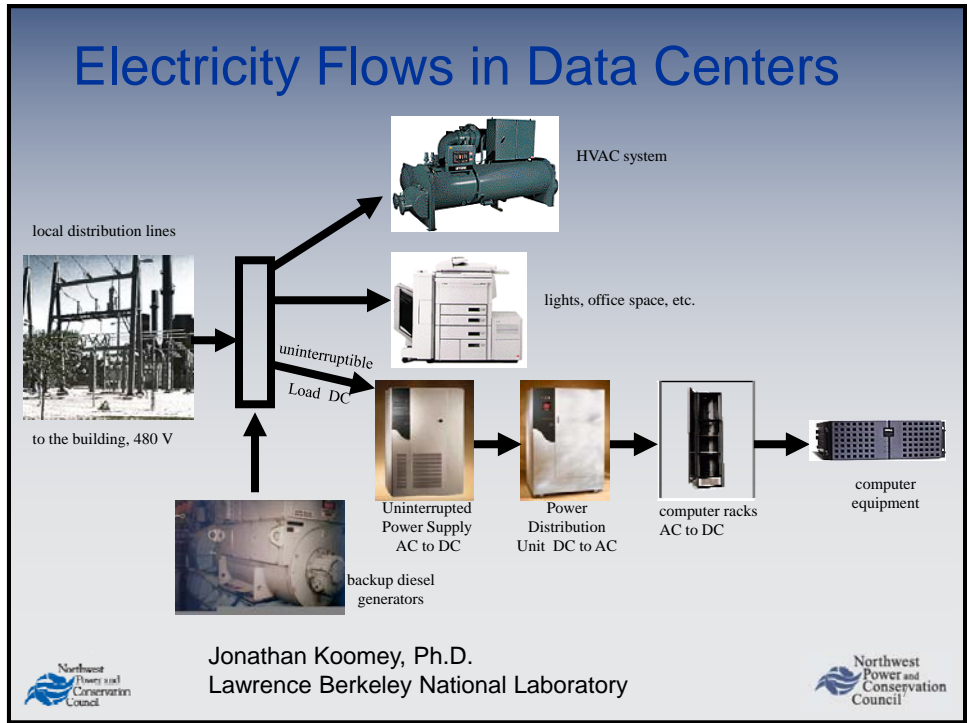 Electricity Flows in Data Centers
HVAC system
local distribution lines
lights, office space, etc.
uninterruptible
Load DC
to the building, 480 V
Uninterrupted
Power Supply
AC to DC
Power
Distribution
Unit DC to AC
computer racks
AC to DC
computer
equipment
backup diesel
generators
Jonathan Koomey, Ph.D.
Lawrence Berkeley National Laboratory
Northwest
Power and
Conservation
Council
Northwest
Power and
Conservation
Council